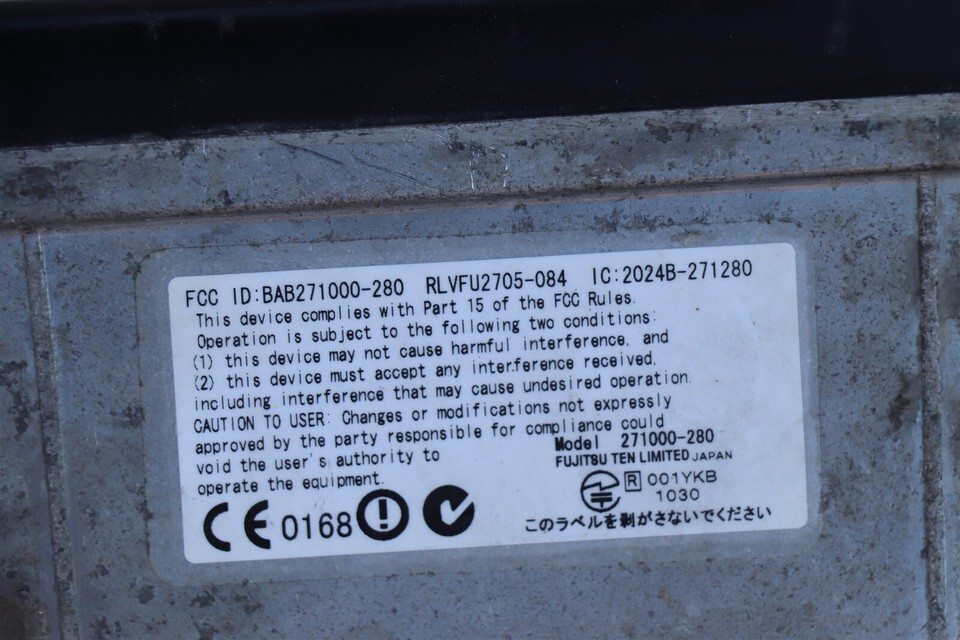 FCC ID:BAB271000-280 RLVFU2705-084 IC:2024B-271280
This device complies with Part 15 of the FCC Rules.
Operation is subject to the following two conditions:
(1) this device may not cause harmful interference, and
(2) this device must accept any interference received,
including interference that may cause undesired operation.
CAUTION TO USER: Changes or modifications not expressly
approved by the party responsible for compliance could
void the user's authority to
operate the equipment.
Model 271000-280
FUJITSU TEN LIMITED JAPAN
R 001YKB
1030
CE 0168
このラベルを剥がさないでください